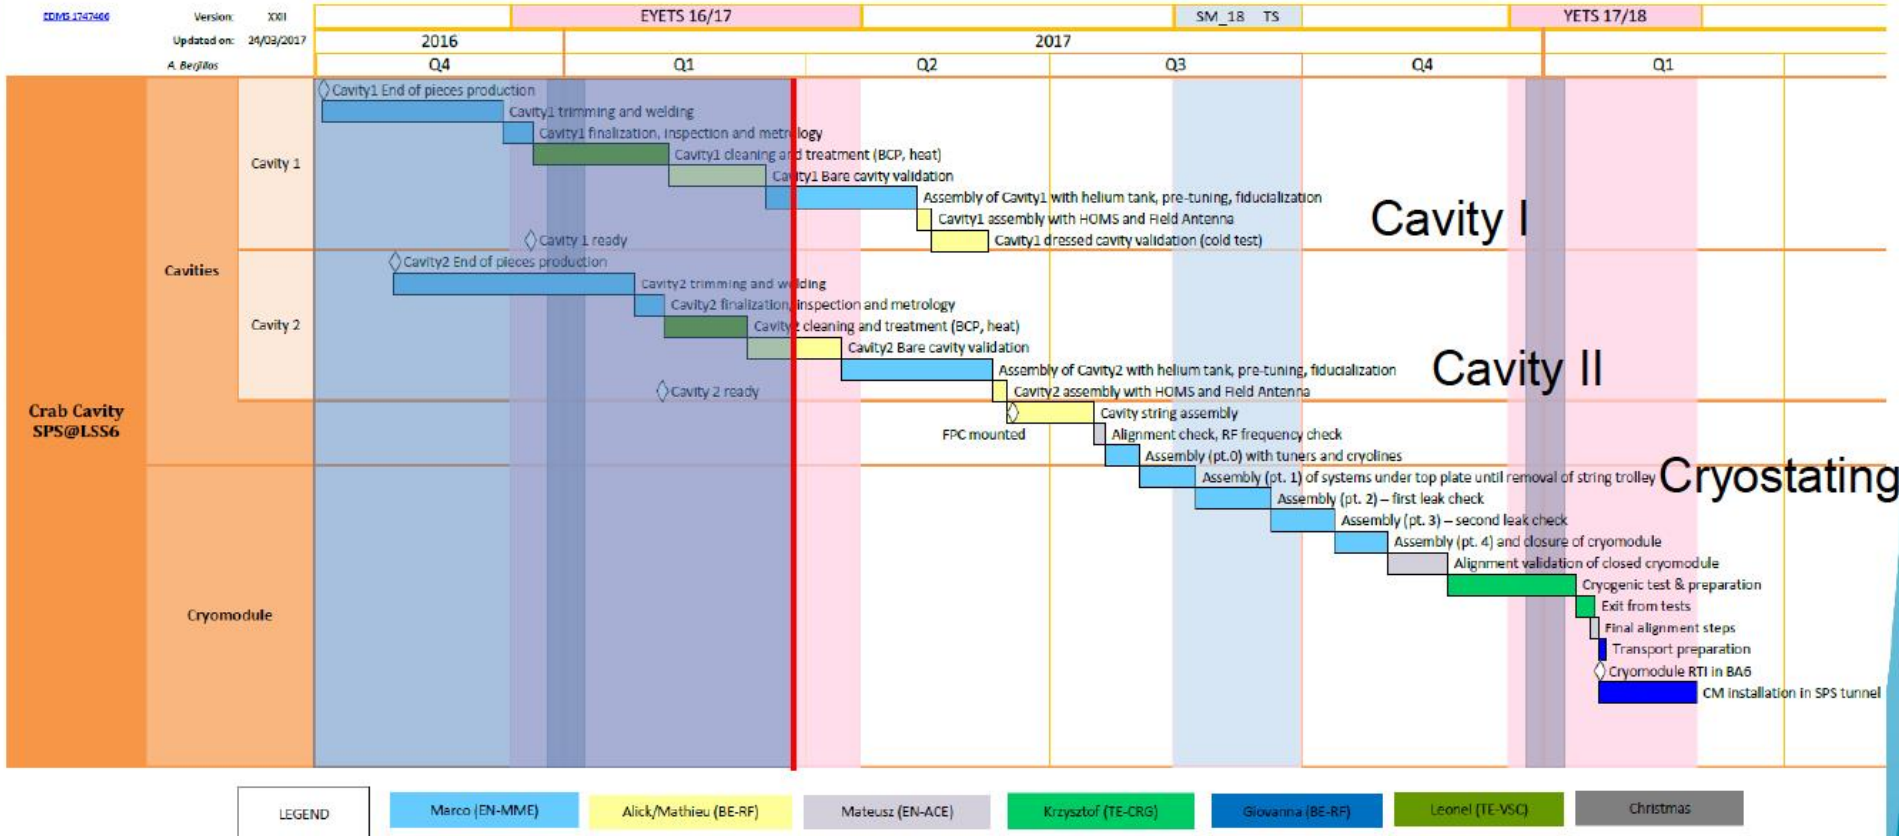 EDMS 1747466
Version: XXII
EYETS 16/17
SM_18 TS
YETS 17/18
Updated on: 24/03/2017
2016
2017
A. Berjillos
Q4
Q1
Q2
Q3
Q4
Q1
Cavity1 End of pieces production
Cavity1 trimming and welding
Cavity1 finalization, inspection and metrology
Cavity1 cleaning and treatment (BCP, heat)
Cavity 1
Cavity1 Bare cavity validation
Assembly of Cavity1 with helium tank, pre-tuning, fiducialization
Cavity1 assembly with HOMS and Field Antenna
Cavity I
Cavity 1 ready
Cavity1 dressed cavity validation (cold test)
Cavity2 End of pieces production
Cavities
Cavity2 trimming and welding
Cavity2 finalization, inspection and metrology
Cavity 2
Cavity2 cleaning and treatment (BCP, heat)
Cavity2 Bare cavity validation
Assembly of Cavity2 with helium tank, pre-tuning, fiducialization
Cavity II
Cavity 2 ready
Cavity2 assembly with HOMS and Field Antenna
Crab Cavity
SPS@LSS6
Cavity string assembly
FPC mounted
Alignment check, RF frequency check
Assembly (pt.0) with tuners and cryolines
Assembly (pt. 1) of systems under top plate until removal of string trolley
Cryostating
Assembly (pt. 2) – first leak check
Assembly (pt. 3) – second leak check
Assembly (pt. 4) and closure of cryomodule
Alignment validation of closed cryomodule
Cryogenic test & preparation
Exit from tests
Cryomodule
Final alignment steps
Transport preparation
Cryomodule RTI in BA6
CM installation in SPS tunnel
LEGEND
Marco (EN-MME)
Alick/Mathieu (BE-RF)
Mateusz (EN-ACE)
Krzysztof (TE-CRG)
Giovanna (BE-RF)
Leonel (TE-VSC)
Christmas